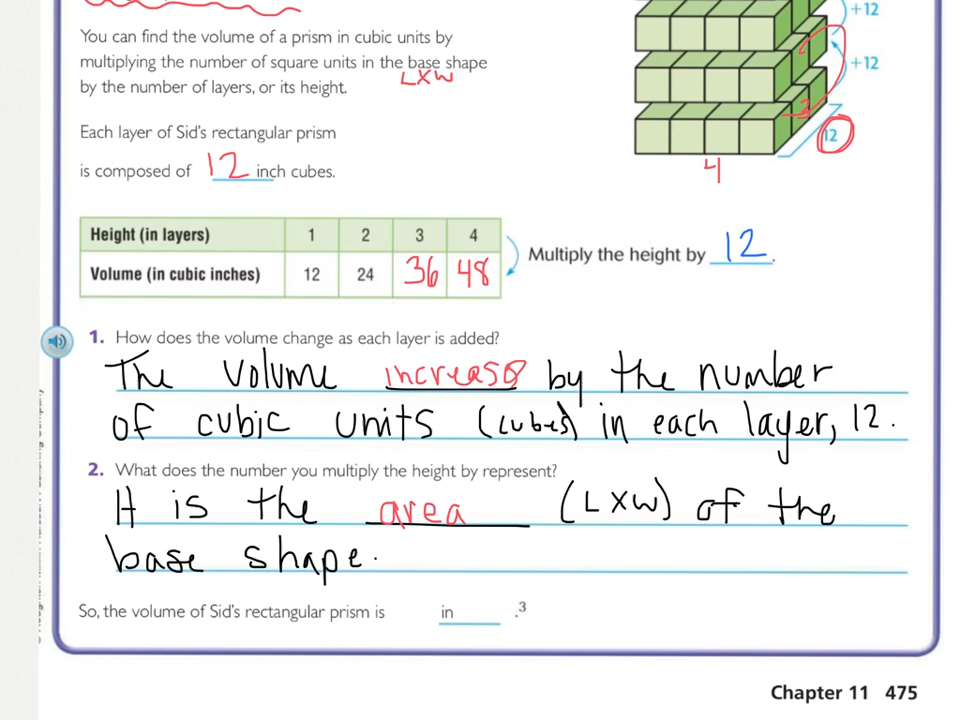 +12
You can find the volume of a prism in cubic units by
multiplying the number of square units in the base shape
+12
LXW
by the number of layers, or its height.
3
Each layer of Sid's rectangular prism
12
is composed of 12 inch cubes.
4
Height (in layers) 1 2 3 4
Multiply the height by 12.
Volume (in cubic inches) 12 24 36 48
1. How does the volume change as each layer is added?
The volume increase by the number
of cubic units (cubes) in each layer, 12.
2. What does the number you multiply the height by represent?
It is the area (LXW) of the
base shape.
So, the volume of Sid's rectangular prism is in .3
Chapter 11 475